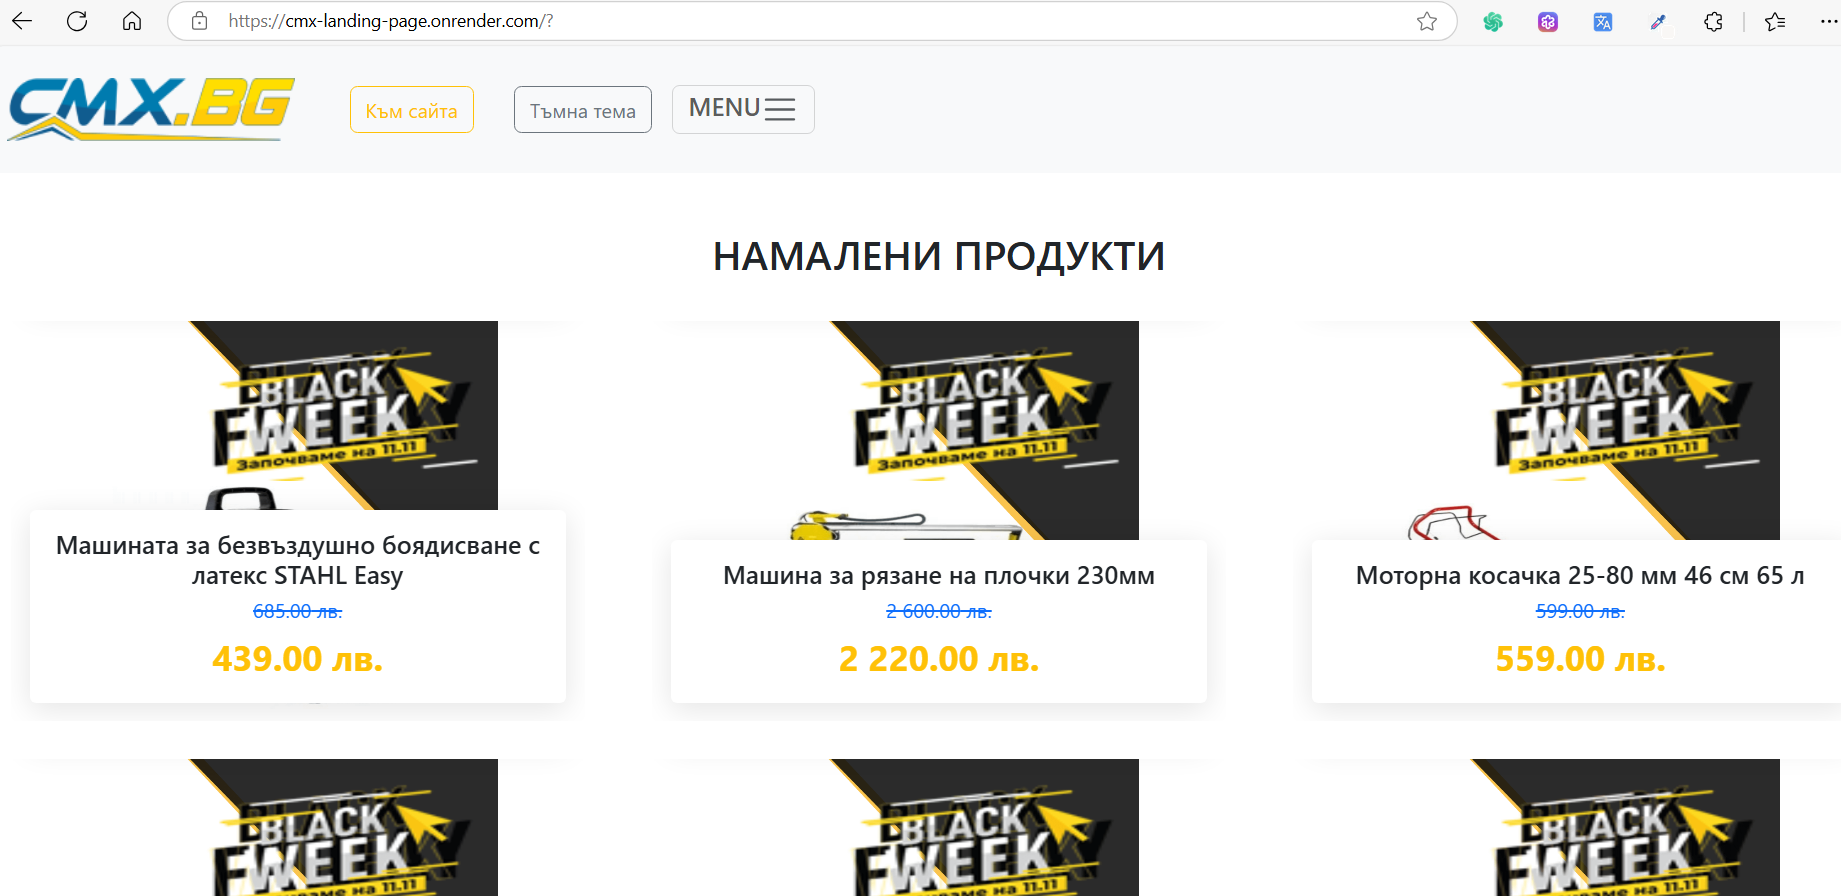 https://cmx-landing-page.onrender.com/?
CMX.BG
Към сайта
Тъмна тема
MENU
НАМАЛЕНИ ПРОДУКТИ
BLACK
WEEK
Започваме на 11.11
BLACK
WEEK
Започваме на 11.11
BLACK
WEEK
Започваме на 11.11
Машината за безвъздушно боядисване с
латекс STAHL Easy
685.00 лв.
439.00 лв.
Машина за рязане на плочки 230мм
2 600.00 лв.
2 220.00 лв.
Моторна косачка 25-80 мм 46 см 65 л
599.00 лв.
559.00 лв.
BLACK
WEEK
Започваме на 11.11
BLACK
WEEK
Започваме на 11.11
BLACK
WEEK
Започваме на 11.11